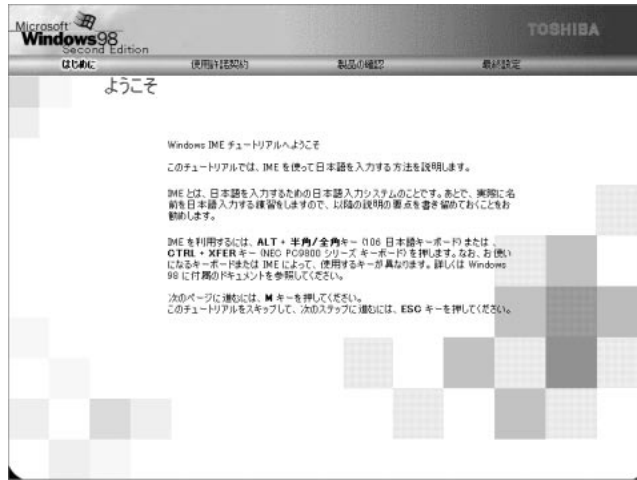 Microsoft
Windows98
Second Edition
TOSHIBA
はじめに 使用許諾契約 製品の確認 最終設定
ようこそ
Windows IME チュートリアルへようこそ
このチュートリアルでは、IME を使って日本語を入力する方法を説明します。
IME とは、日本語を入力するための日本語入力システムのことです。あとで、実際に名
前を日本語入力する練習をしますので、以降の説明の要点を書き留めておくことをお
勧めします。
IME を利用するには、ALT + 半角/全角キー (106 日本語キーボード) または 、
CTRL + XFER キー (NEC PC9800 シリーズ キーボード) を押します。なお、お使い
になるキーボードまたは IME によって、使用するキーが異なります。詳しくは Windows
98 に付属のドキュメントを参照してください。
次のページに進むには、M キーを押してください。
このチュートリアルをスキップして、次のステップに進むには、ESC キーを押してください。